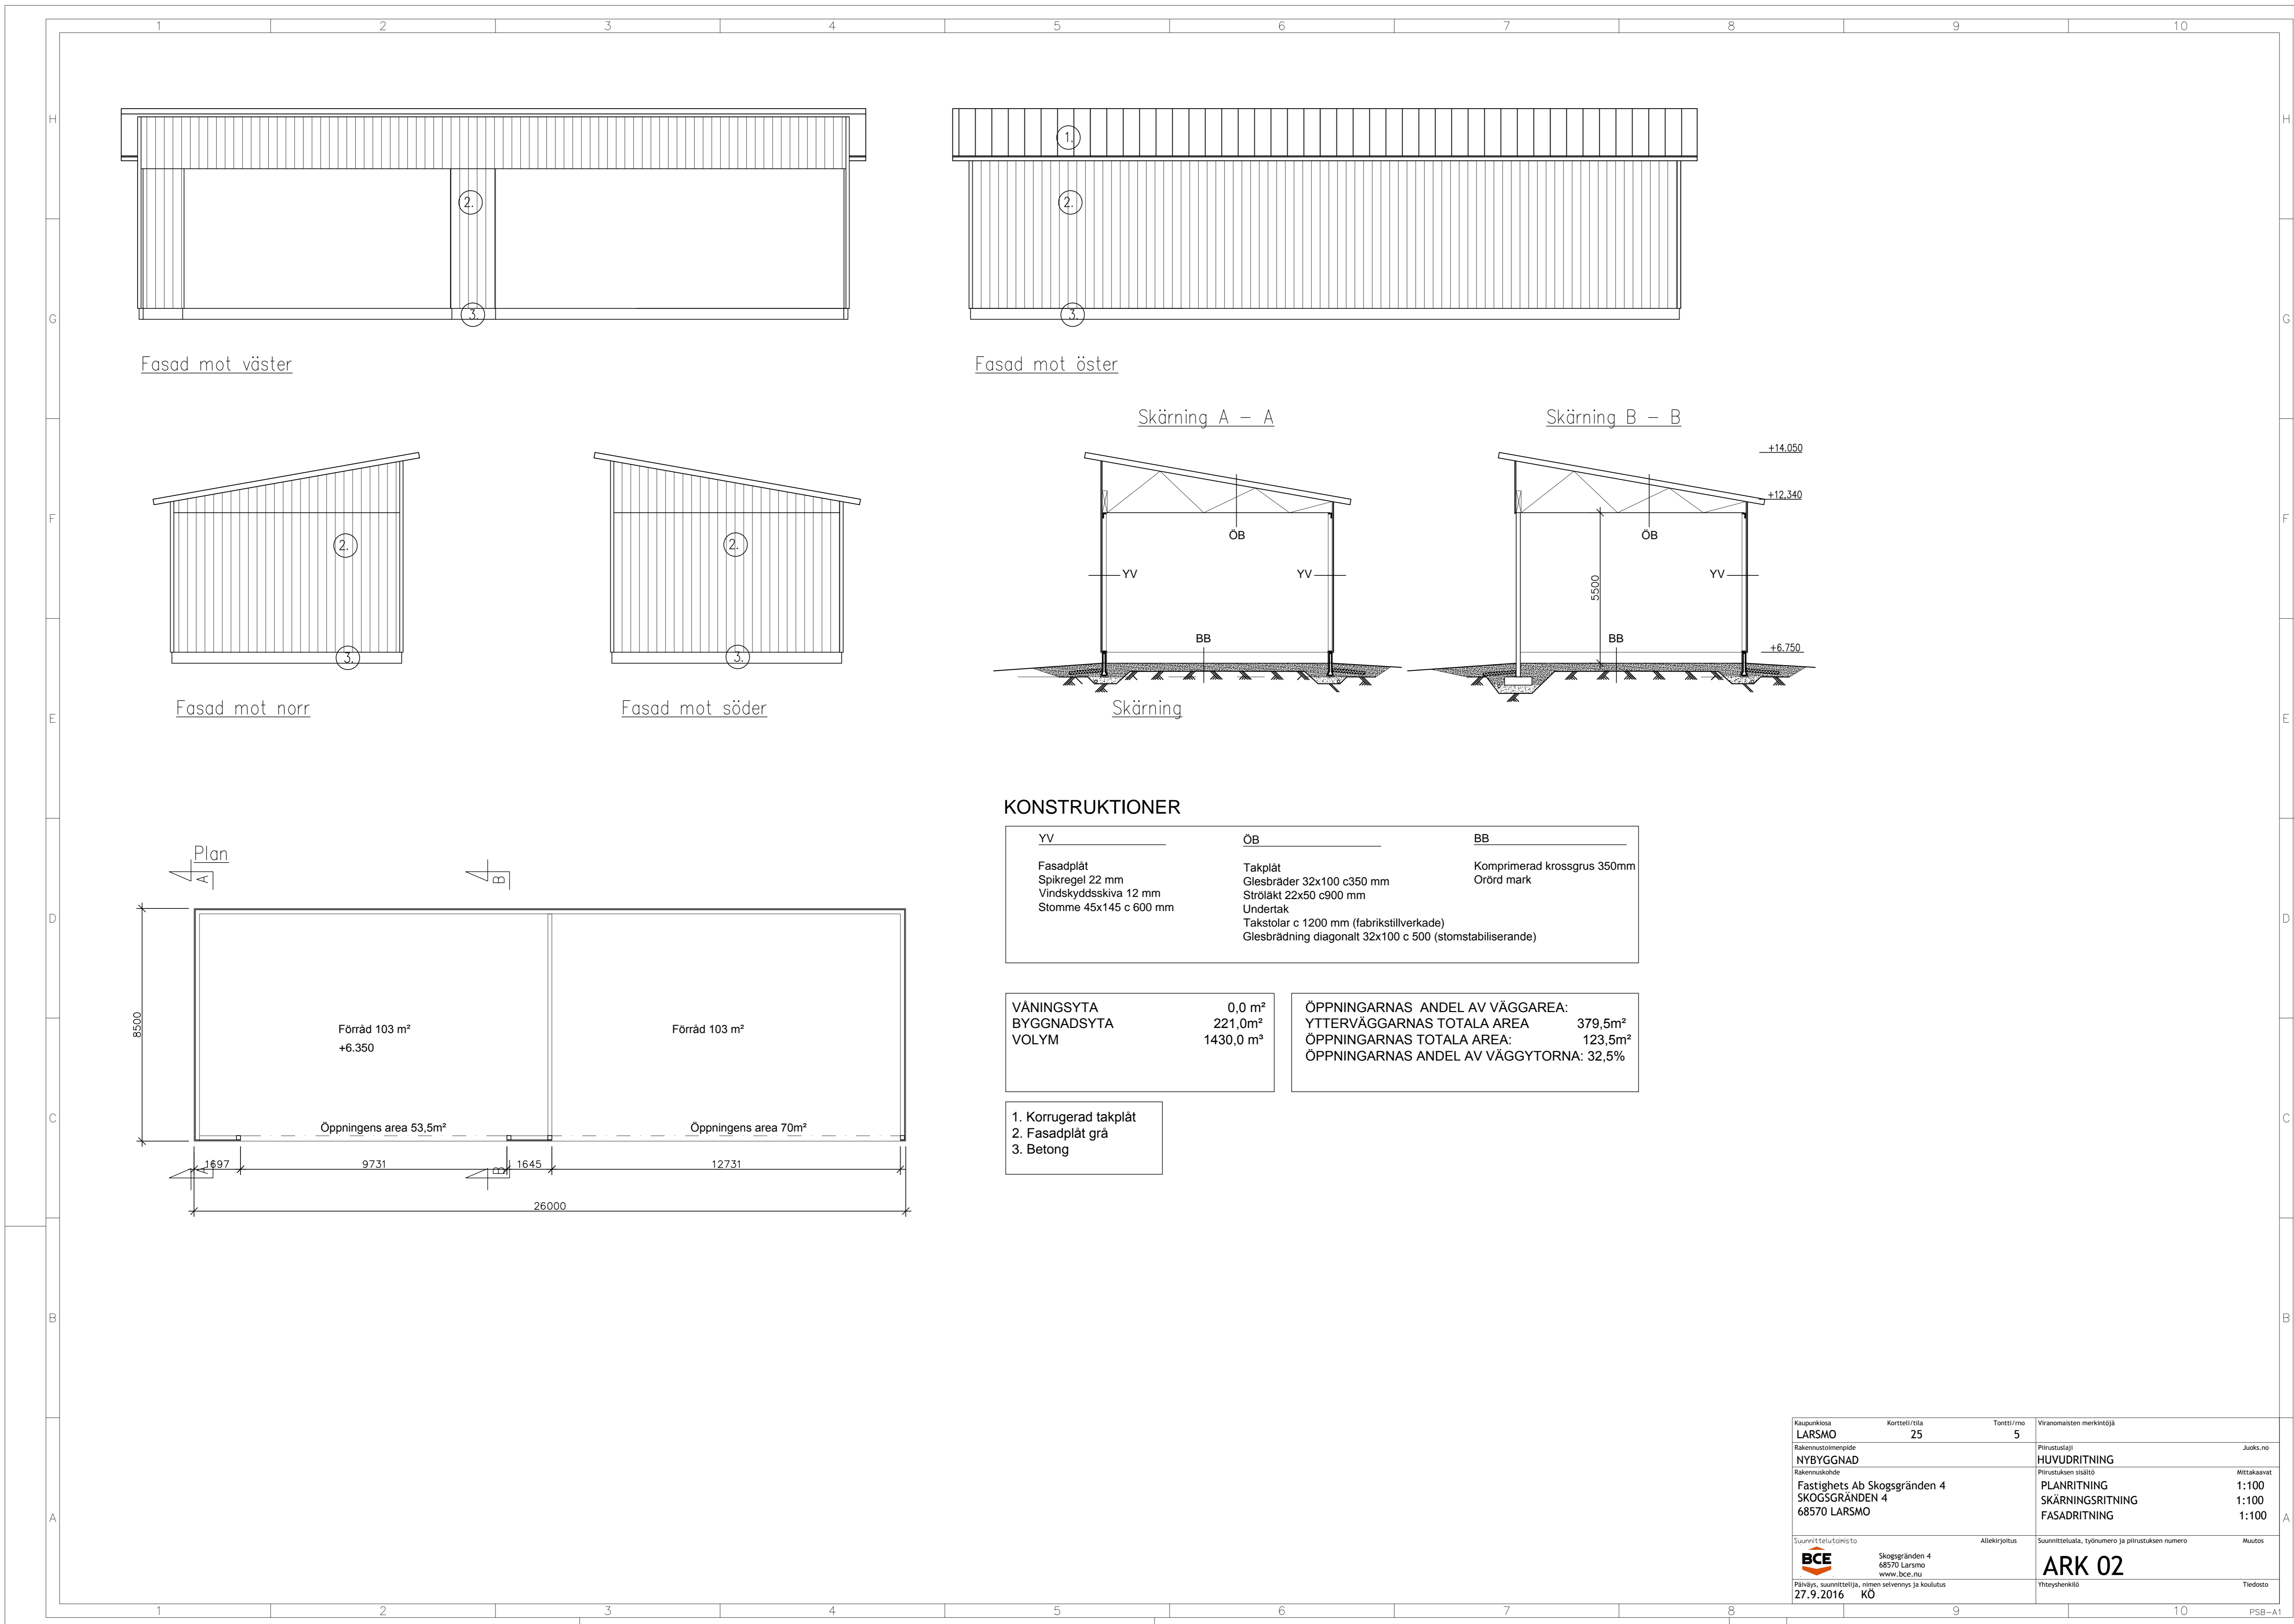 1 2 3 4 5 6 7 8 9 10
H H
1.
2. 2.
3. 3.
G G
Fasad mot väster
Fasad mot öster
Skärning A - A
Skärning B - B
+14.050
+12,340
F F
2. 2.
ÖB ÖB
YV YV YV
5500
BB BB
+6.750
3. 3.
Fasad mot norr
Fasad mot söder
Skärning
E E
KONSTRUKTIONER
YV
Fasadplåt
Spikregel 22 mm
Vindskyddsskiva 12 mm
Stomme 45x145 c 600 mm
ÖB
Takplåt
Glesbräder 32x100 c350 mm
Ströläkt 22x50 c900 mm
Undertak
Takstolar c 1200 mm (fabrikstillverkade)
Glesbrädning diagonalt 32x100 c 500 (stomstabiliserande)
BB
Komprimerad krossgrus 350mm
Orörd mark
Plan
A B
D D
8500
Förråd 103 m²
+6.350
Förråd 103 m²
Öppningens area 53,5m²
Öppningens area 70m²
1697 9731 1645 12731
A B
26000
VÅNINGSYTA 0,0 m²
BYGGNADSYTA 221,0m²
VOLYM 1430,0 m³
ÖPPNINGARNAS ANDEL AV VÄGGAREA:
YTTERVÄGGARNAS TOTALA AREA 379,5m²
ÖPPNINGARNAS TOTALA AREA: 123,5m²
ÖPPNINGARNAS ANDEL AV VÄGGYTORNA: 32,5%
C C
1. Korrugerad takplåt
2. Fasadplåt grå
3. Betong
B B
A A
Kaupunkiosa Kortteli/tila Tontti/rno Viranomaisten merkintöjä
LARSMO 25 5
Rakennustoimenpide Piirustuslaji Juoks.no
NYBYGGNAD HUVUDRITNING
Rakennuskohde Piirustuksen sisältö Mittakaavat
Fastighets Ab Skogsgränden 4
SKOGSGRÄNDEN 4
68570 LARSMO
PLANRITNING 1:100
SKÄRNINGSRITNING 1:100
FASADRITNING 1:100
Suunnittelutoimisto Allekirjoitus Suunnitteluala, työnumero ja piirustuksen numero Muutos
BCE
Skogsgränden 4
68570 Larsmo
www.bce.nu
ARK 02
Päiväys, suunnittelija, nimen selvennys ja koulutus Yhteyshenkilö Tiedosto
27.9.2016 KÖ
1 2 3 4 5 6 7 8 9 10
PSB-A1